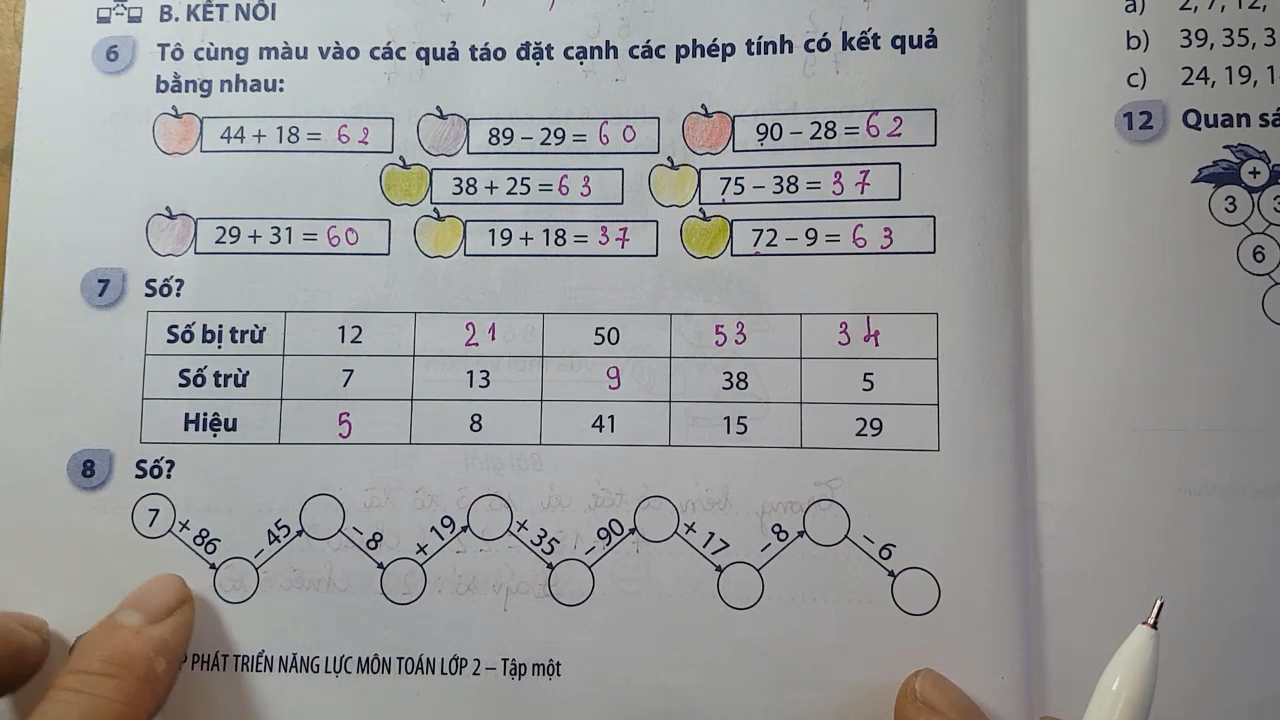 B. KẾT NỐI
6 Tô cùng màu vào các quả táo đặt cạnh các phép tính có kết quả
bằng nhau:
44 + 18 = 62
89 – 29 = 60
90 – 28 = 62
38 + 25 = 63
75 – 38 = 37
29 + 31 = 60
19 + 18 = 37
72 – 9 = 63
7 Số?
Số bị trừ 12 21 50 53 34
Số trừ 7 13 9 38 5
Hiệu 5 8 41 15 29
8 Số?
7 + 86 – 45 – 8 + 19 + 35 – 90 + 17 – 8 – 6
PHÁT TRIỂN NĂNG LỰC MÔN TOÁN LỚP 2 – Tập một
a) 2, 7, 12,
b) 39, 35, 3
c) 24, 19, 1
12 Quan sá
+
3 3
6